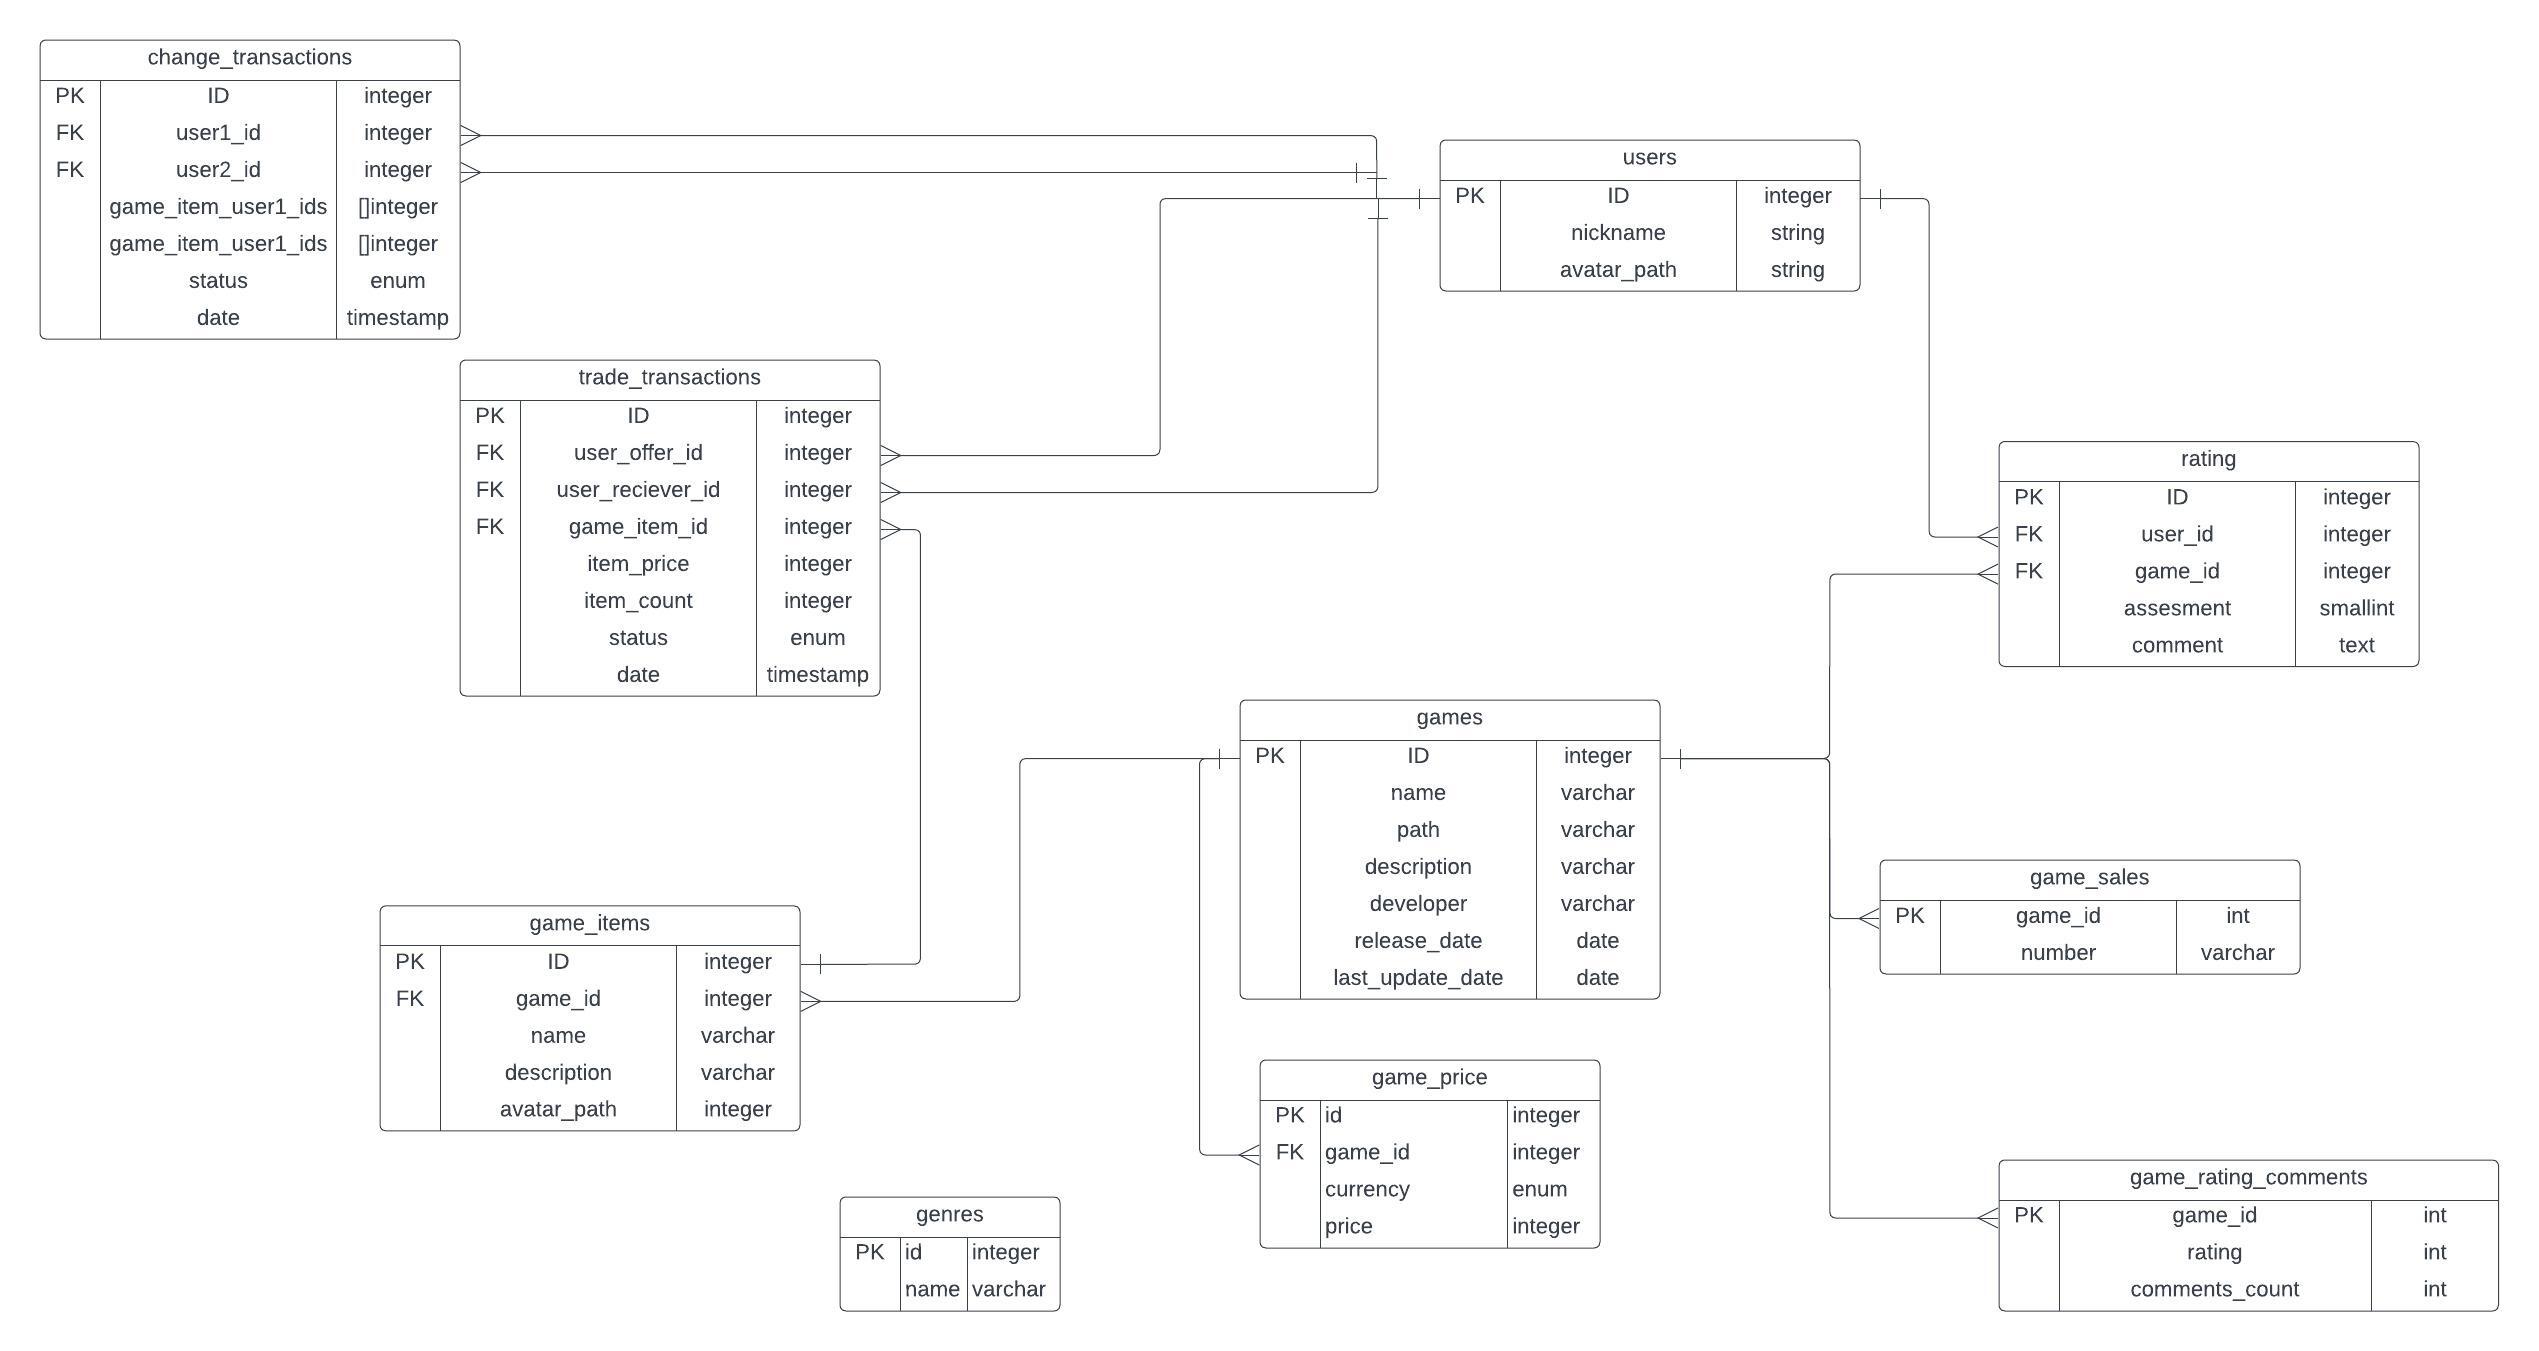 change_transactions
PK ID integer
FK user1_id integer
FK user2_id integer
game_item_user1_ids []integer
game_item_user1_ids []integer
status enum
date timestamp
users
PK ID integer
nickname string
avatar_path string
trade_transactions
PK ID integer
FK user_offer_id integer
FK user_reciever_id integer
FK game_item_id integer
item_price integer
item_count integer
status enum
date timestamp
rating
PK ID integer
FK user_id integer
FK game_id integer
assesment smallint
comment text
games
PK ID integer
name varchar
path varchar
description varchar
developer varchar
release_date date
last_update_date date
game_sales
PK game_id int
number varchar
game_items
PK ID integer
FK game_id integer
name varchar
description varchar
avatar_path integer
game_price
PK id integer
FK game_id integer
currency enum
price integer
genres
PK id integer
name varchar
game_rating_comments
PK game_id int
rating int
comments_count int